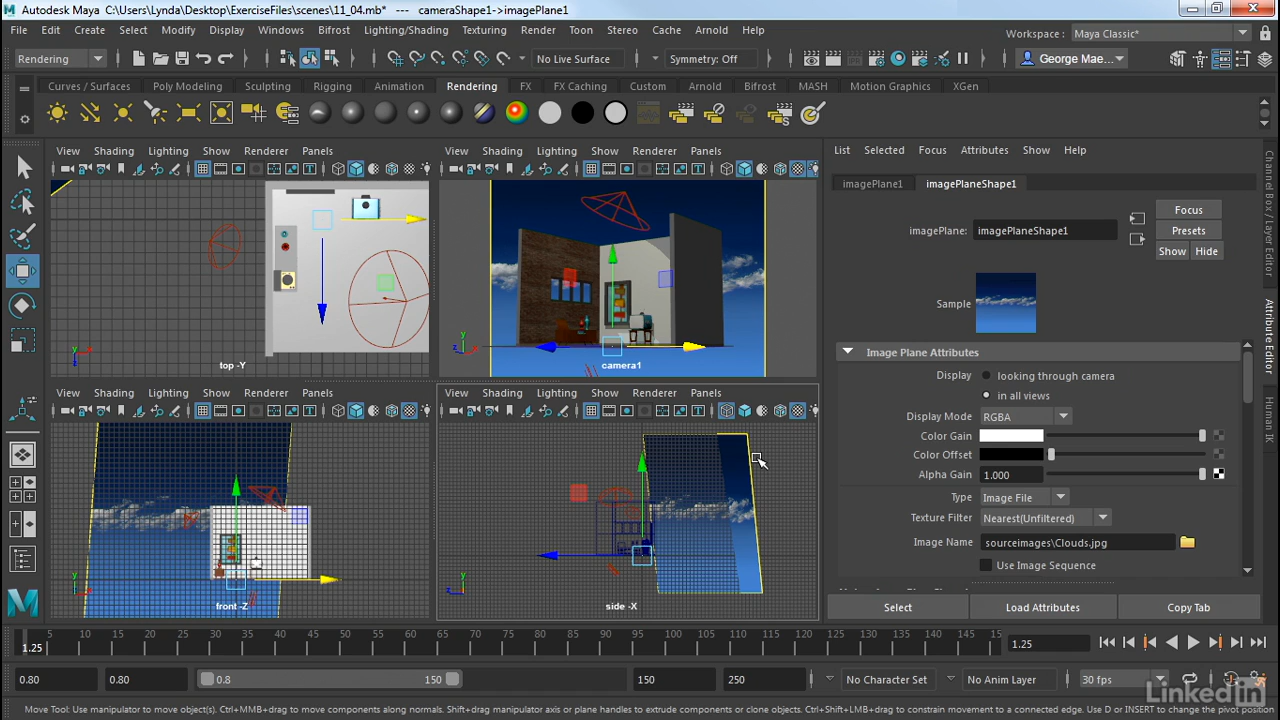 Autodesk Maya C:\Users\Lynda\Desktop\ExerciseFiles\scenes\11_04.mb* --- cameraShape1->imagePlane1
File Edit Create Select Modify Display Windows Bifrost Lighting/Shading Texturing Render Toon Stereo Cache Arnold Help
Workspace : Maya Classic*
Rendering No Live Surface Symmetry: Off George Mae...
Curves / Surfaces Poly Modeling Sculpting Rigging Animation Rendering FX FX Caching Custom Arnold Bifrost MASH Motion Graphics XGen
View Shading Lighting Show Renderer Panels
View Shading Lighting Show Renderer Panels
List Selected Focus Attributes Show Help
imagePlane1 imagePlaneShape1
imagePlane: imagePlaneShape1
Focus
Presets
Show Hide
Sample
top -Y
camera1
View Shading Lighting Show Renderer Panels
View Shading Lighting Show Renderer Panels
front -Z
side -X
Image Plane Attributes
Display looking through camera
in all views
Display Mode RGBA
Color Gain
Color Offset
Alpha Gain 1.000
Type Image File
Texture Filter Nearest(Unfiltered)
Image Name sourceimages\Clouds.jpg
Use Image Sequence
Select Load Attributes Copy Tab
Channel Box / Layer Editor
Attribute Editor
Human IK
5 10 15 20 25 30 35 40 45 50 55 60 65 70 75 80 85 90 95 100 105 110 115 120 125 130 135 140 145 15
1.25
1.25
0.80 0.80 0.8 150 150 250 No Character Set No Anim Layer 30 fps
Move Tool: Use manipulator to move object(s). Ctrl+MMB+drag to move components along normals. Shift+drag manipulator axis or plane handles to extrude components or clone objects. Ctrl+Shift+LMB+drag to constrain movement to a connected edge. Use D or INSERT to change the pivot position
LinkedIn